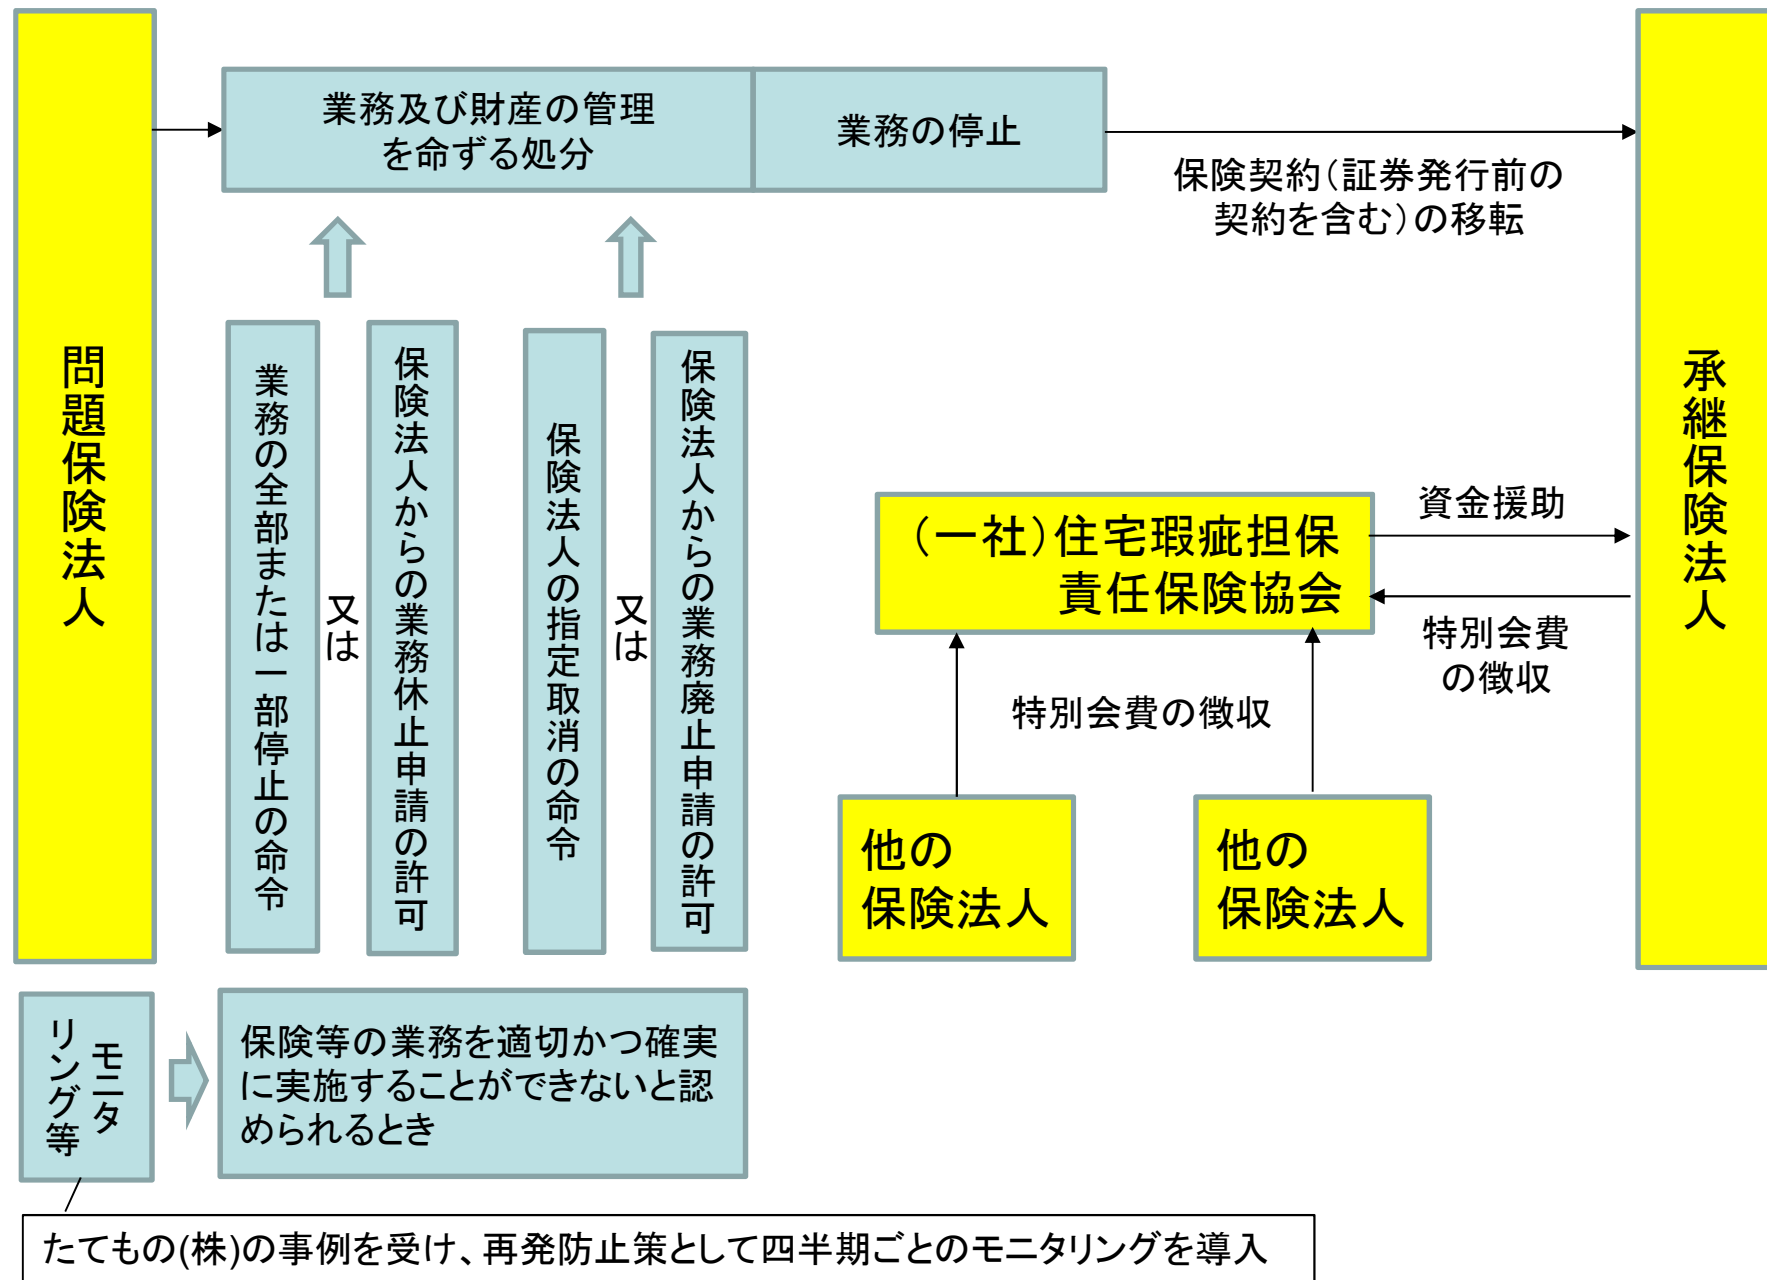 問題保険法人
業務及び財産の管理
を命ずる処分
業務の停止
保険契約(証券発行前の
契約を含む)の移転
承継保険法人
業務の全部または一部停止の命令
又は
保険法人からの業務休止申請の許可
保険法人の指定取消の命令
又は
保険法人からの業務廃止申請の許可
(一社)住宅瑕疵担保
責任保険協会
資金援助
特別会費
の徴収
特別会費の徴収
他の
保険法人
他の
保険法人
モニタ
リング等
保険等の業務を適切かつ確実
に実施することができないと認
められるとき
たてもの(株)の事例を受け、再発防止策として四半期ごとのモニタリングを導入